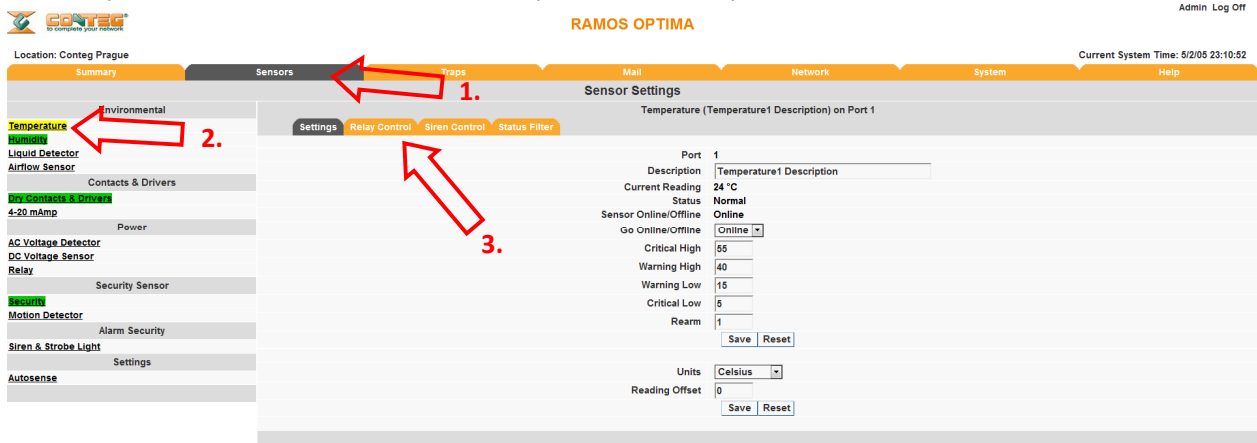 Admin Log Off
CONTEG
to complete your network
RAMOS OPTIMA
Location: Conteg Prague
Current System Time: 5/2/05 23:10:52
Summary Sensors Traps Mail Network System Help
1.
Sensor Settings
Environmental
Temperature (Temperature1 Description) on Port 1
Temperature
2.
Settings Relay Control Siren Control Status Filter
Humidity
Liquid Detector
Port 1
Airflow Sensor
Description Temperature1 Description
Contacts & Drivers
Current Reading 24 °C
Dry Contacts & Drivers
Status Normal
4-20 mAmp
Sensor Online/Offline Online
Power
Go Online/Offline Online
3.
AC Voltage Detector
Critical High 55
DC Voltage Sensor
Warning High 40
Relay
Security Sensor
Warning Low 15
Security
Critical Low 5
Motion Detector
Rearm 1
Alarm Security
Save Reset
Siren & Strobe Light
Settings
Units Celsius
Autosense
Reading Offset 0
Save Reset